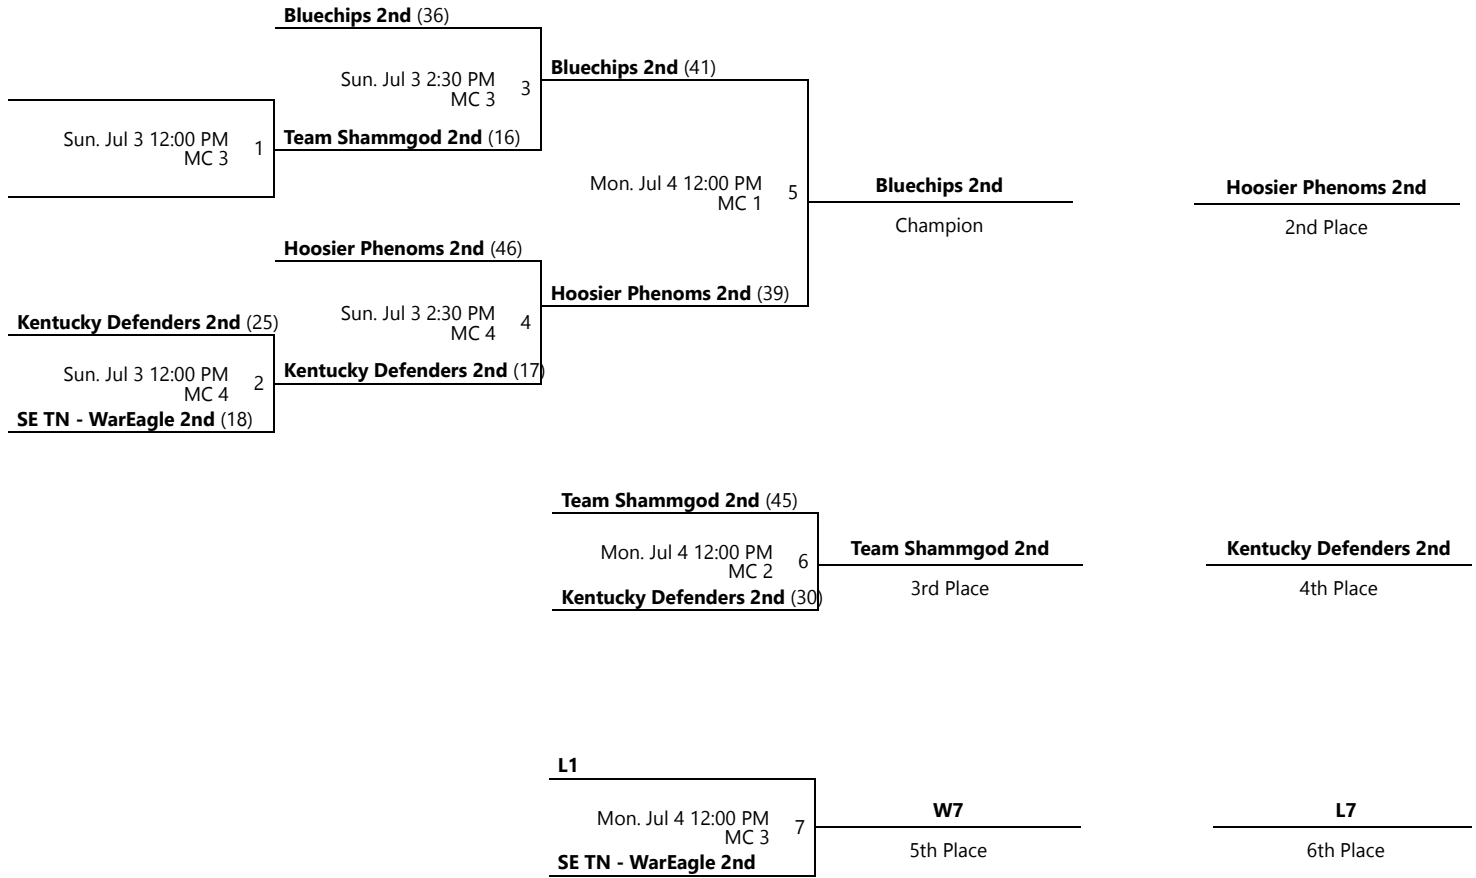 Bluechips 2nd (36)
Sun. Jul 3 2:30 PM
MC 3
3
Bluechips 2nd (41)
Sun. Jul 3 12:00 PM
MC 3
1
Team Shammgod 2nd (16)
Mon. Jul 4 12:00 PM
MC 1
5
Bluechips 2nd
Champion
Hoosier Phenoms 2nd
2nd Place
Hoosier Phenoms 2nd (46)
Hoosier Phenoms 2nd (39)
Sun. Jul 3 2:30 PM
MC 4
4
Kentucky Defenders 2nd (25)
Sun. Jul 3 12:00 PM
MC 4
2
Kentucky Defenders 2nd (17)
SE TN - WarEagle 2nd (18)
Team Shammgod 2nd (45)
Mon. Jul 4 12:00 PM
MC 2
6
Kentucky Defenders 2nd (30)
Team Shammgod 2nd
3rd Place
Kentucky Defenders 2nd
4th Place
L1
Mon. Jul 4 12:00 PM
MC 3
7
SE TN - WarEagle 2nd
W7
5th Place
L7
6th Place